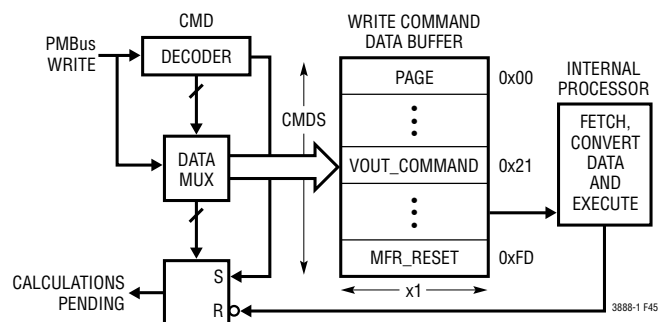 CMD
PMBus
WRITE
DECODER
DATA
MUX
CALCULATIONS
PENDING
S
R
CMDS
WRITE COMMAND
DATA BUFFER
PAGE
0x00
VOUT_COMMAND
0x21
MFR_RESET
0xFD
x1
INTERNAL
PROCESSOR
FETCH,
CONVERT
DATA
AND
EXECUTE
3888-1 F45